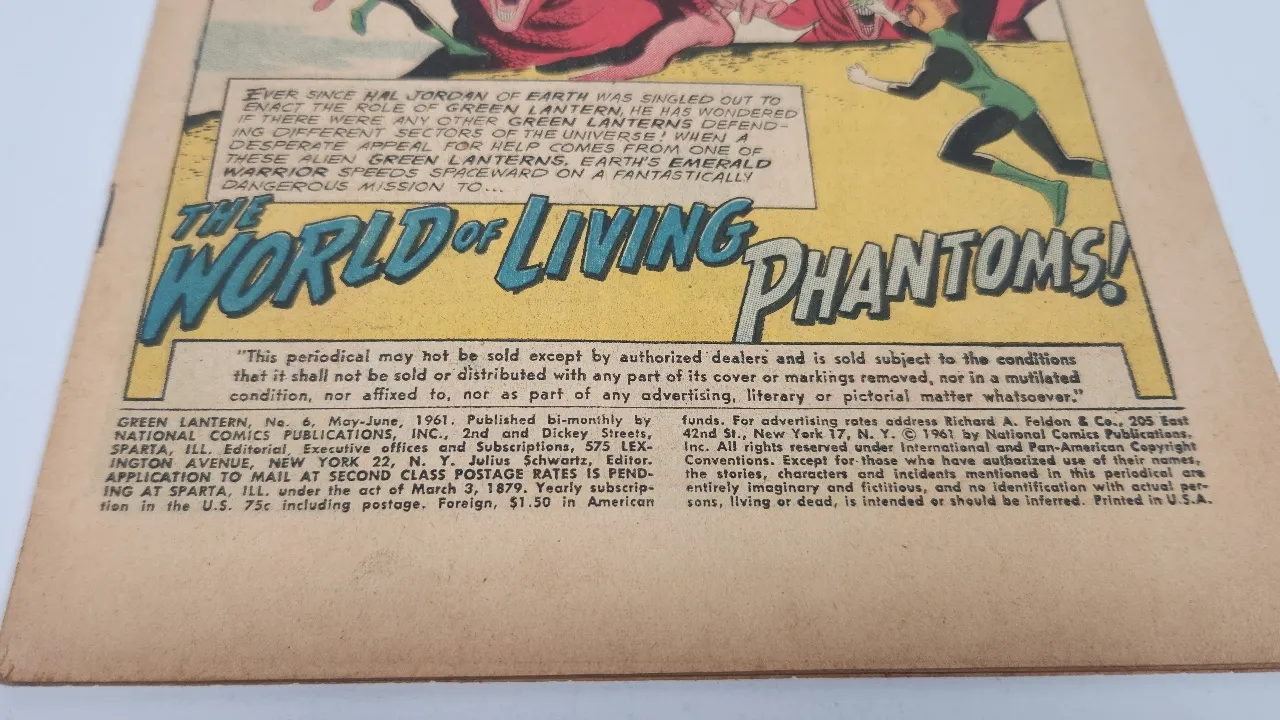 EVER SINCE HAL JORDAN OF EARTH WAS SINGLED OUT TO
ENACT THE ROLE OF GREEN LANTERN, HE HAS WONDERED
IF THERE WERE ANY OTHER GREEN LANTERNS DEFEND-
ING DIFFERENT SECTORS OF THE UNIVERSE! WHEN A
DESPERATE APPEAL FOR HELP COMES FROM ONE OF
THESE ALIEN GREEN LANTERNS, EARTH'S EMERALD
WARRIOR SPEEDS SPACEWARD ON A FANTASTICALLY
DANGEROUS MISSION TO...
THE
WORLD OF LIVING
PHANTOMS!
"This periodical may not be sold except by authorized dealers and is sold subject to the conditions
that it shall not be sold or distributed with any part of its cover or markings removed, nor in a mutilated
condition, nor affixed to, nor as part of any advertising, literary or pictorial matter whatsoever."
GREEN LANTERN, No. 6, May-June, 1961. Published bi-monthly by
NATIONAL COMICS PUBLICATIONS, INC., 2nd and Dickey Streets,
SPARTA, ILL. Editorial, Executive offices and Subscriptions, 575 LEX-
INGTON AVENUE, NEW YORK 22, N. Y. Julius Schwartz, Editor.
APPLICATION TO MAIL AT SECOND CLASS POSTAGE RATES IS PEND-
ING AT SPARTA, ILL. under the act of March 3, 1879. Yearly subscrip-
tion in the U.S. 75c including postage. Foreign, $1.50 in American
funds. For advertising rates address Richard A. Feldon & Co., 205 East
42nd St., New York 17, N. Y. © 1961 by National Comics Publications,
Inc. All rights reserved under International and Pan-American Copyright
Conventions. Except for those who have authorized use of their names,
the stories, characters and incidents mentioned in this periodical are
entirely imaginary and fictitious, and no identification with actual per-
sons, living or dead, is intended or should be inferred. Printed in U.S.A.